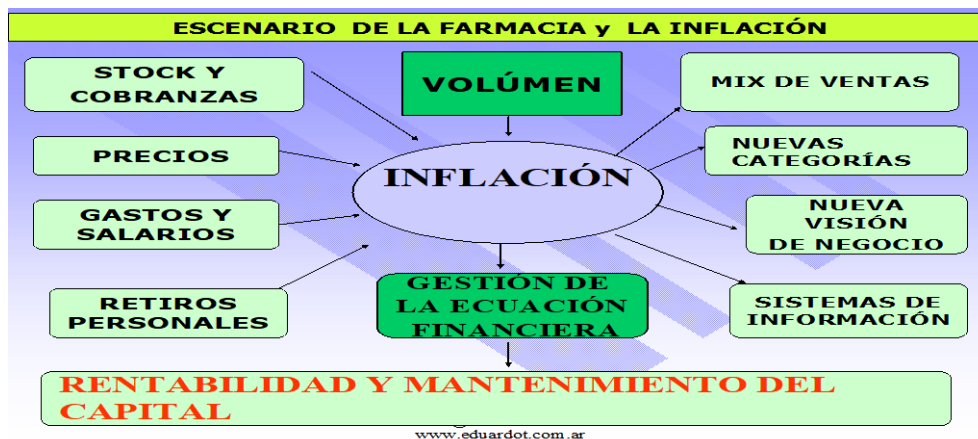 ESCENARIO DE LA FARMACIA y LA INFLACIÓN
STOCK Y
COBRANZAS
VOLÚMEN
MIX DE VENTAS
PRECIOS
INFLACIÓN
NUEVAS
CATEGORÍAS
GASTOS Y
SALARIOS
NUEVA
VISIÓN
DE NEGOCIO
RETIROS
PERSONALES
GESTIÓN DE
LA ECUACIÓN
FINANCIERA
SISTEMAS DE
INFORMACIÓN
RENTABILIDAD Y MANTENIMIENTO DEL
CAPITAL
www.eduardot.com.ar